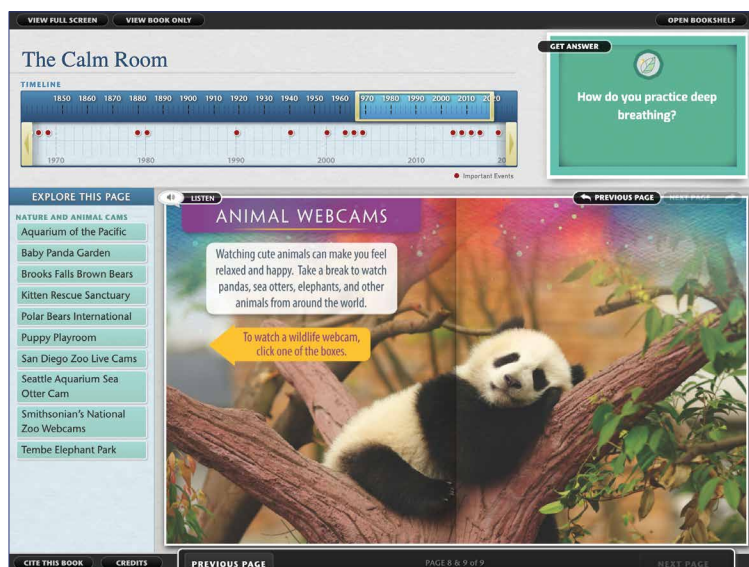 VIEW FULL SCREEN
VIEW BOOK ONLY
OPEN BOOKSHELF
The Calm Room
TIMELINE
1850 1860 1870 1880 1890 1900 1910 1920 1930 1940 1950 1960 970 1980 1990 2000 2010 2020
1970 1980 1990 2000 2010 20
Important Events
GET ANSWER
How do you practice deep
breathing?
EXPLORE THIS PAGE
NATURE AND ANIMAL CAMS
Aquarium of the Pacific
Baby Panda Garden
Brooks Falls Brown Bears
Kitten Rescue Sanctuary
Polar Bears International
Puppy Playroom
San Diego Zoo Live Cams
Seattle Aquarium Sea
Otter Cam
Smithsonian's National
Zoo Webcams
Tembe Elephant Park
LISTEN
PREVIOUS PAGE
NEXT PAGE
ANIMAL WEBCAMS
Watching cute animals can make you feel
relaxed and happy. Take a break to watch
pandas, sea otters, elephants, and other
animals from around the world.
To watch a wildlife webcam,
click one of the boxes.
CITE THIS BOOK
CREDITS
PREVIOUS PAGE
PAGE 8 & 9 of 9
NEXT PAGE